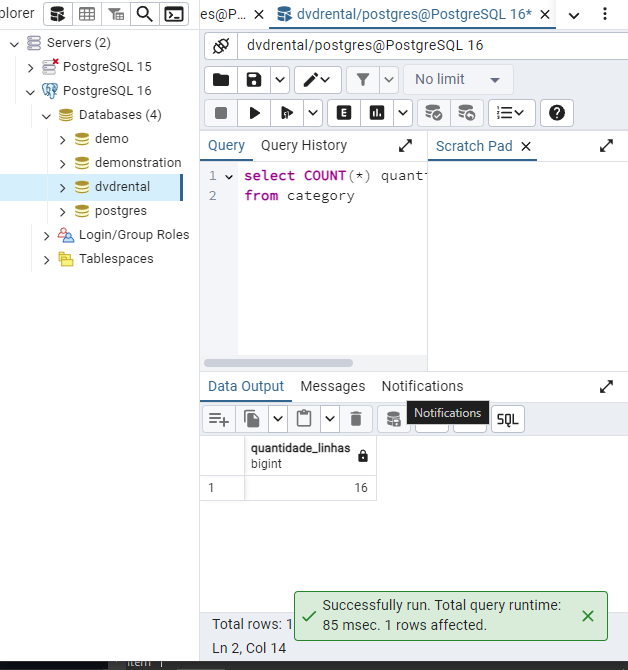 plorer
es@P...
dvdrental/postgres@PostgreSQL 16*
Servers (2)
PostgreSQL 15
PostgreSQL 16
Databases (4)
demo
demonstration
dvdrental
postgres
Login/Group Roles
Tablespaces
dvdrental/postgres@PostgreSQL 16
No limit
E
Query
Query History
Scratch Pad
1 select COUNT(*) quant
2 from category
Data Output
Messages
Notifications
Notifications
SQL
quantidade_linhas
bigint
1 16
Successfully run. Total query runtime:
85 msec. 1 rows affected.
Total rows: 1
Ln 2, Col 14
item